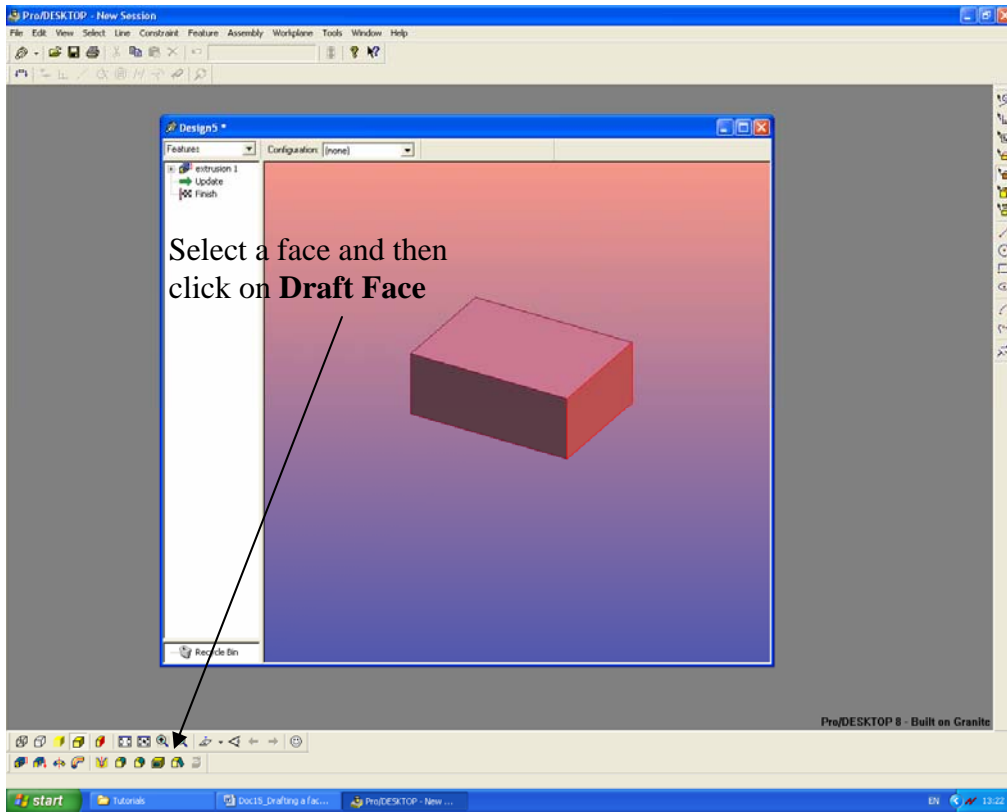 Pro/DESKTOP - New Session
File Edit View Select Line Constraint Feature Assembly Workplane Tools Window Help
Design5 *
Features Configuration: (none)
extrusion 1
Update
Finish
Select a face and then
click on Draft Face
Recycle Bin
Pro/DESKTOP 8 - Built on Granite
start Tutorials Doc15_Drafting a fac... Pro/DESKTOP - New ... EN 13:22